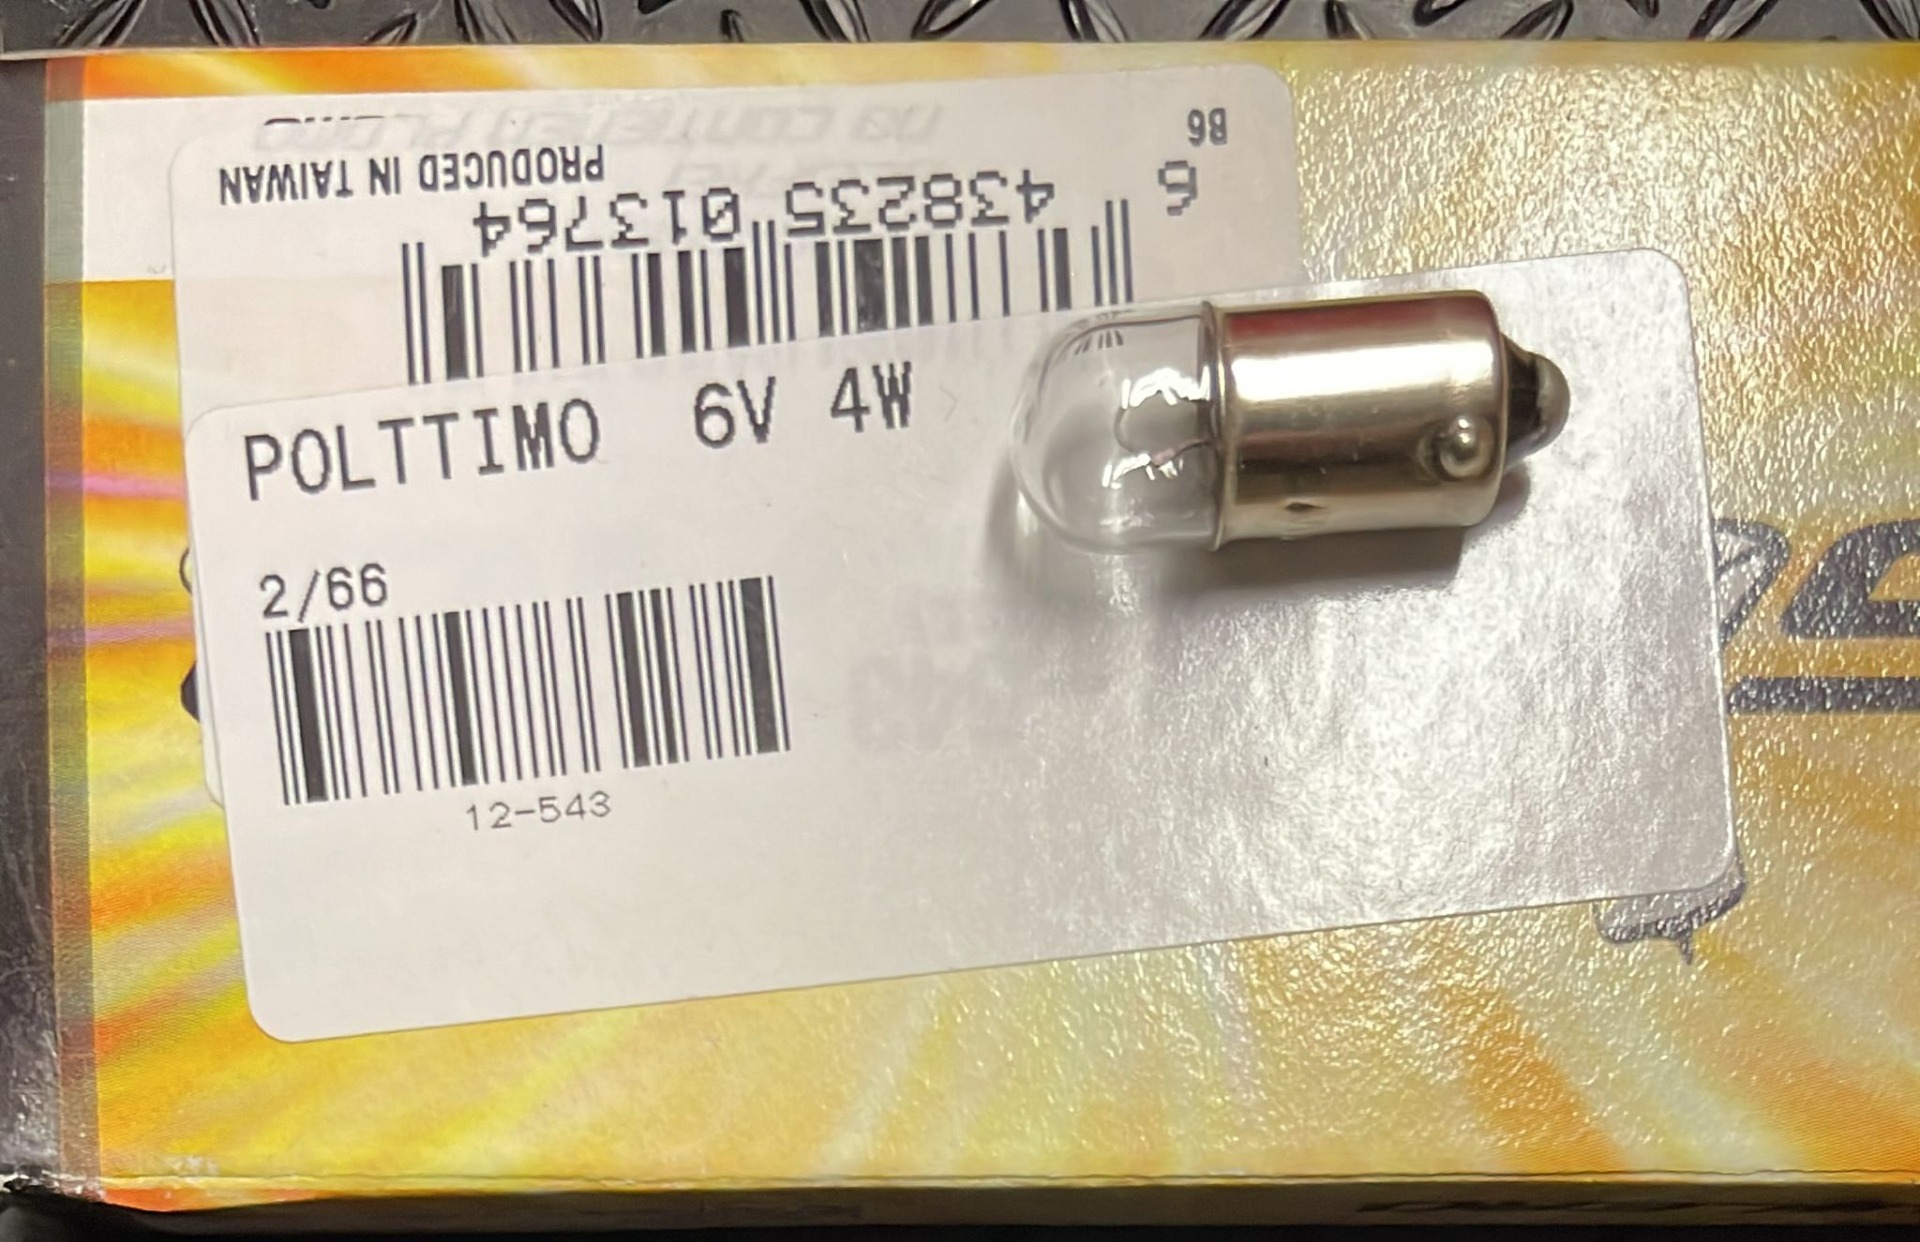 PRODUCED IN TAIWAN
B6
6 438235 013764
POLTTIMO 6V 4W
2/66
12-543